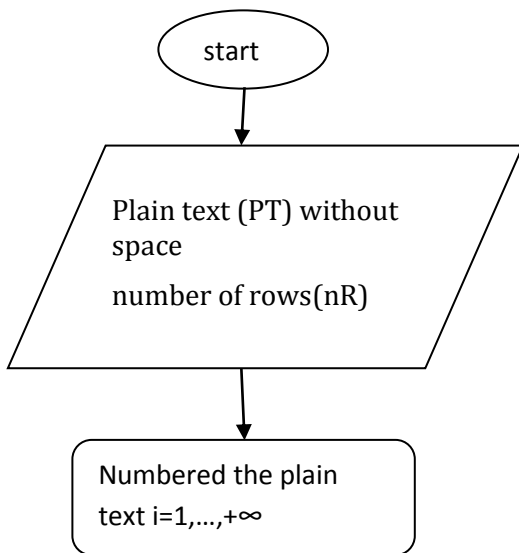 start
Plain text (PT) without
space
number of rows(nR)
Numbered the plain
text i=1,...,+∞